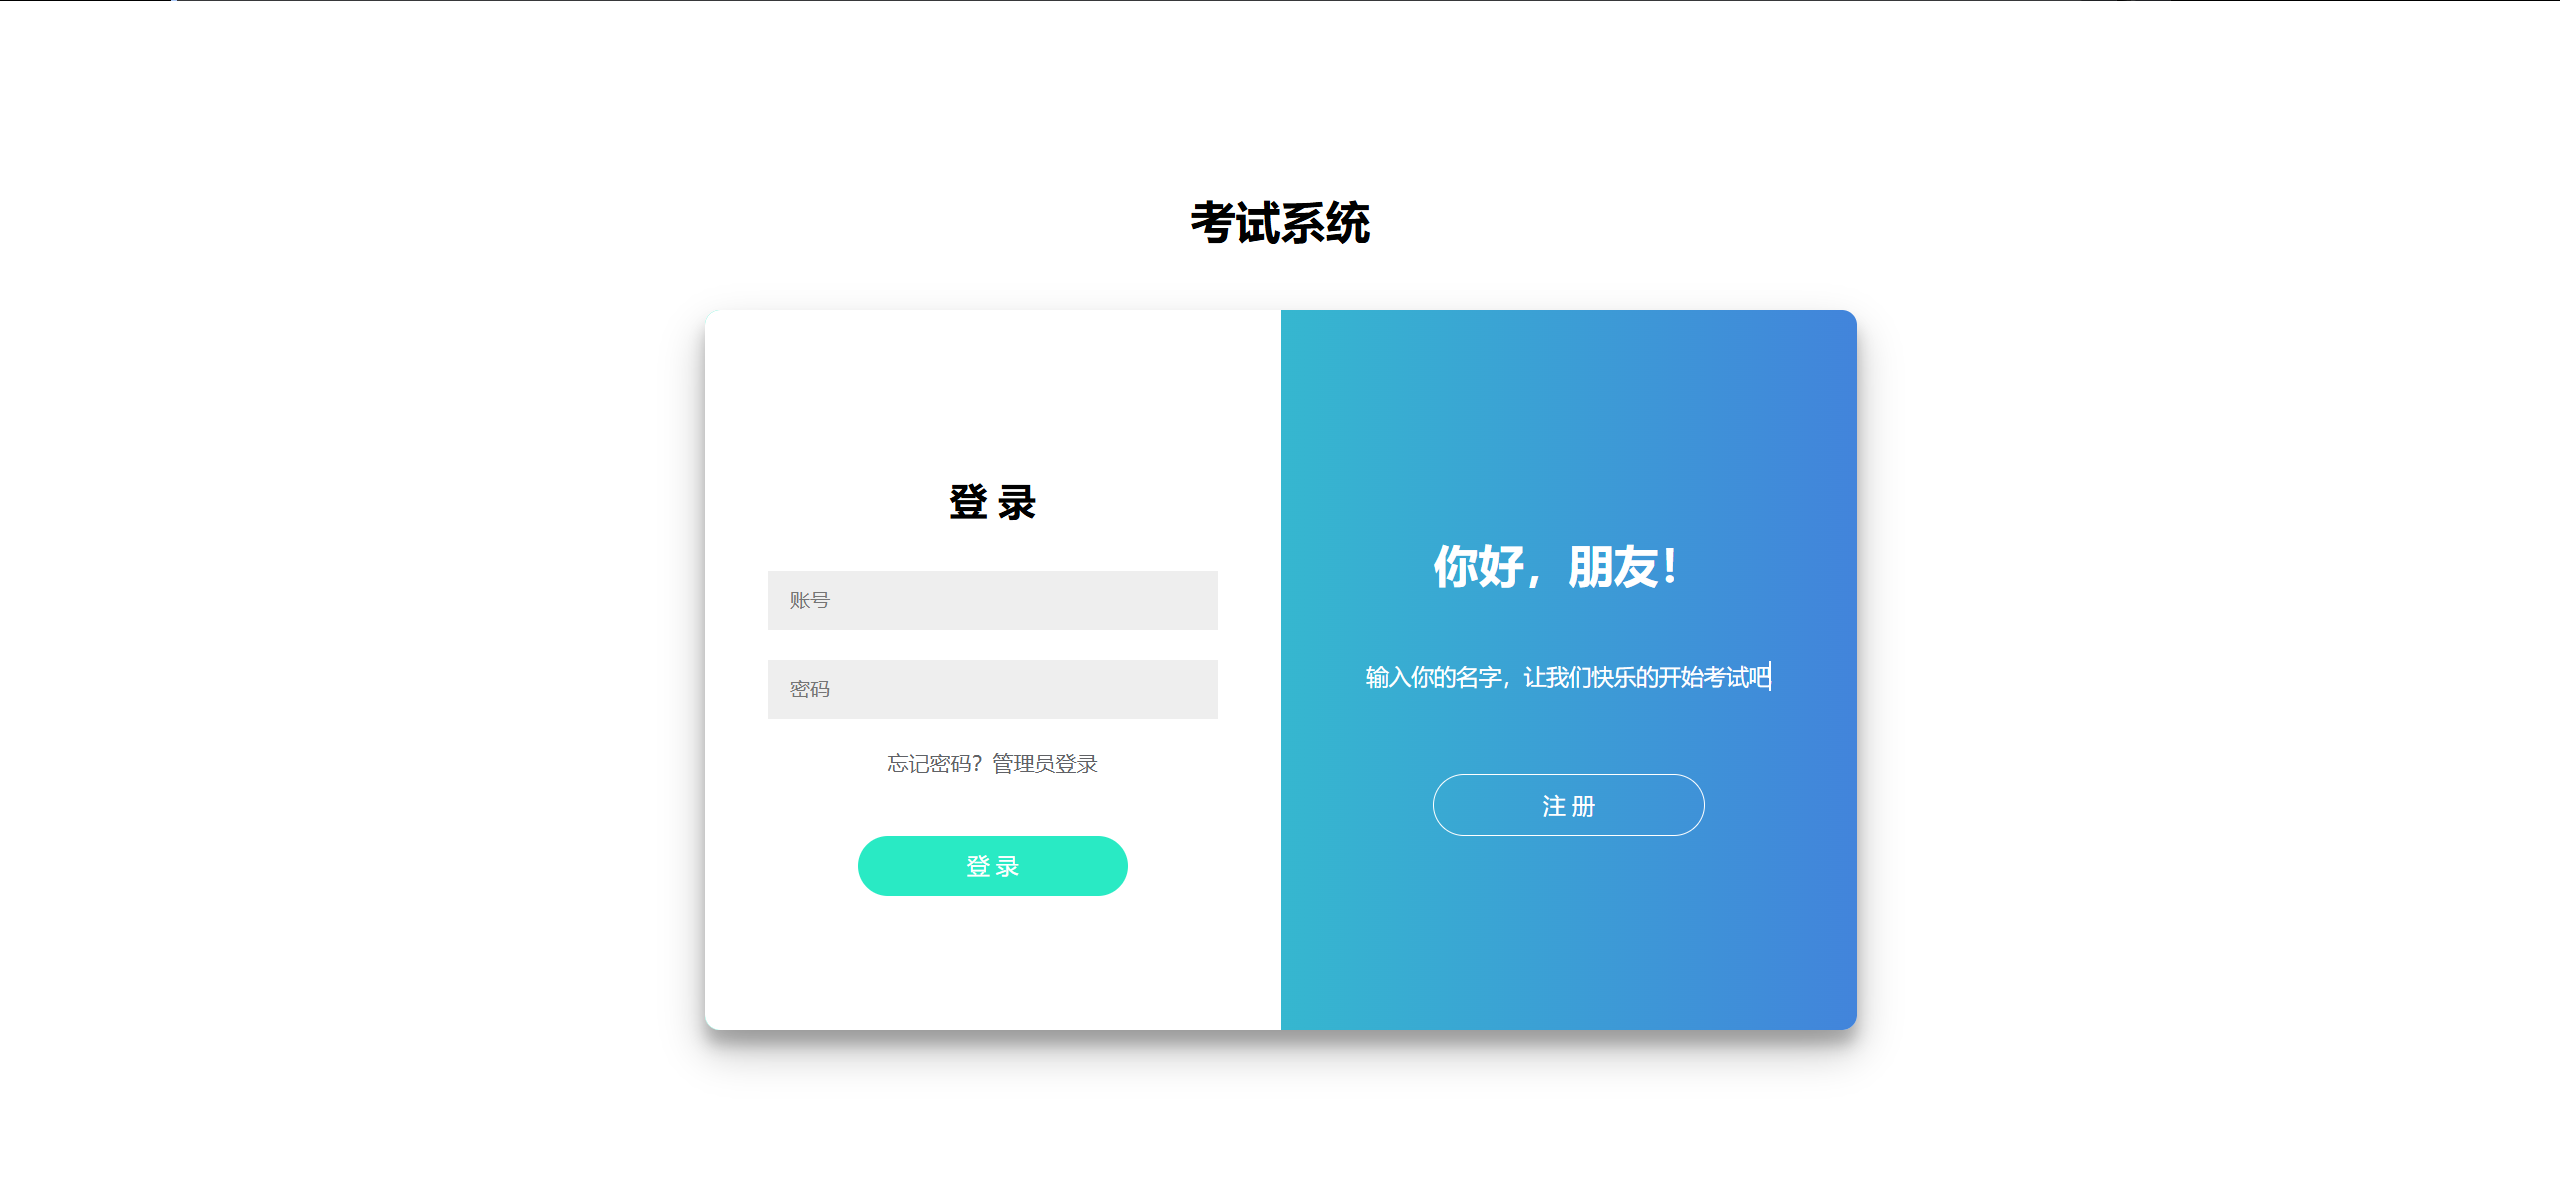 考试系统
登 录
账号
密码
忘记密码？管理员登录
登 录
你好，朋友！
输入你的名字，让我们快乐的开始考试吧
注 册